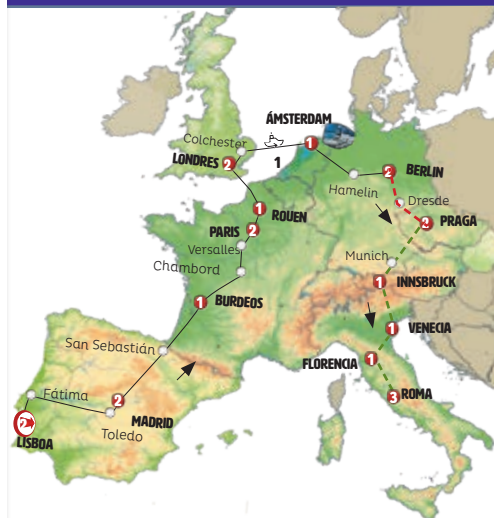 ÁMSTERDAM
1
Colchester
1
LONDRES
2
2
BERLIN
Hamelin
Dresde
1
ROUEN
2
PRAGA
PARIS
2
Versalles
Munich
Chambord
1
INNSBRUCK
1
BURDEOS
1
VENECIA
San Sebastián
FLORENCIA
1
Fátima
2
3
ROMA
MADRID
2
Toledo
LISBOA